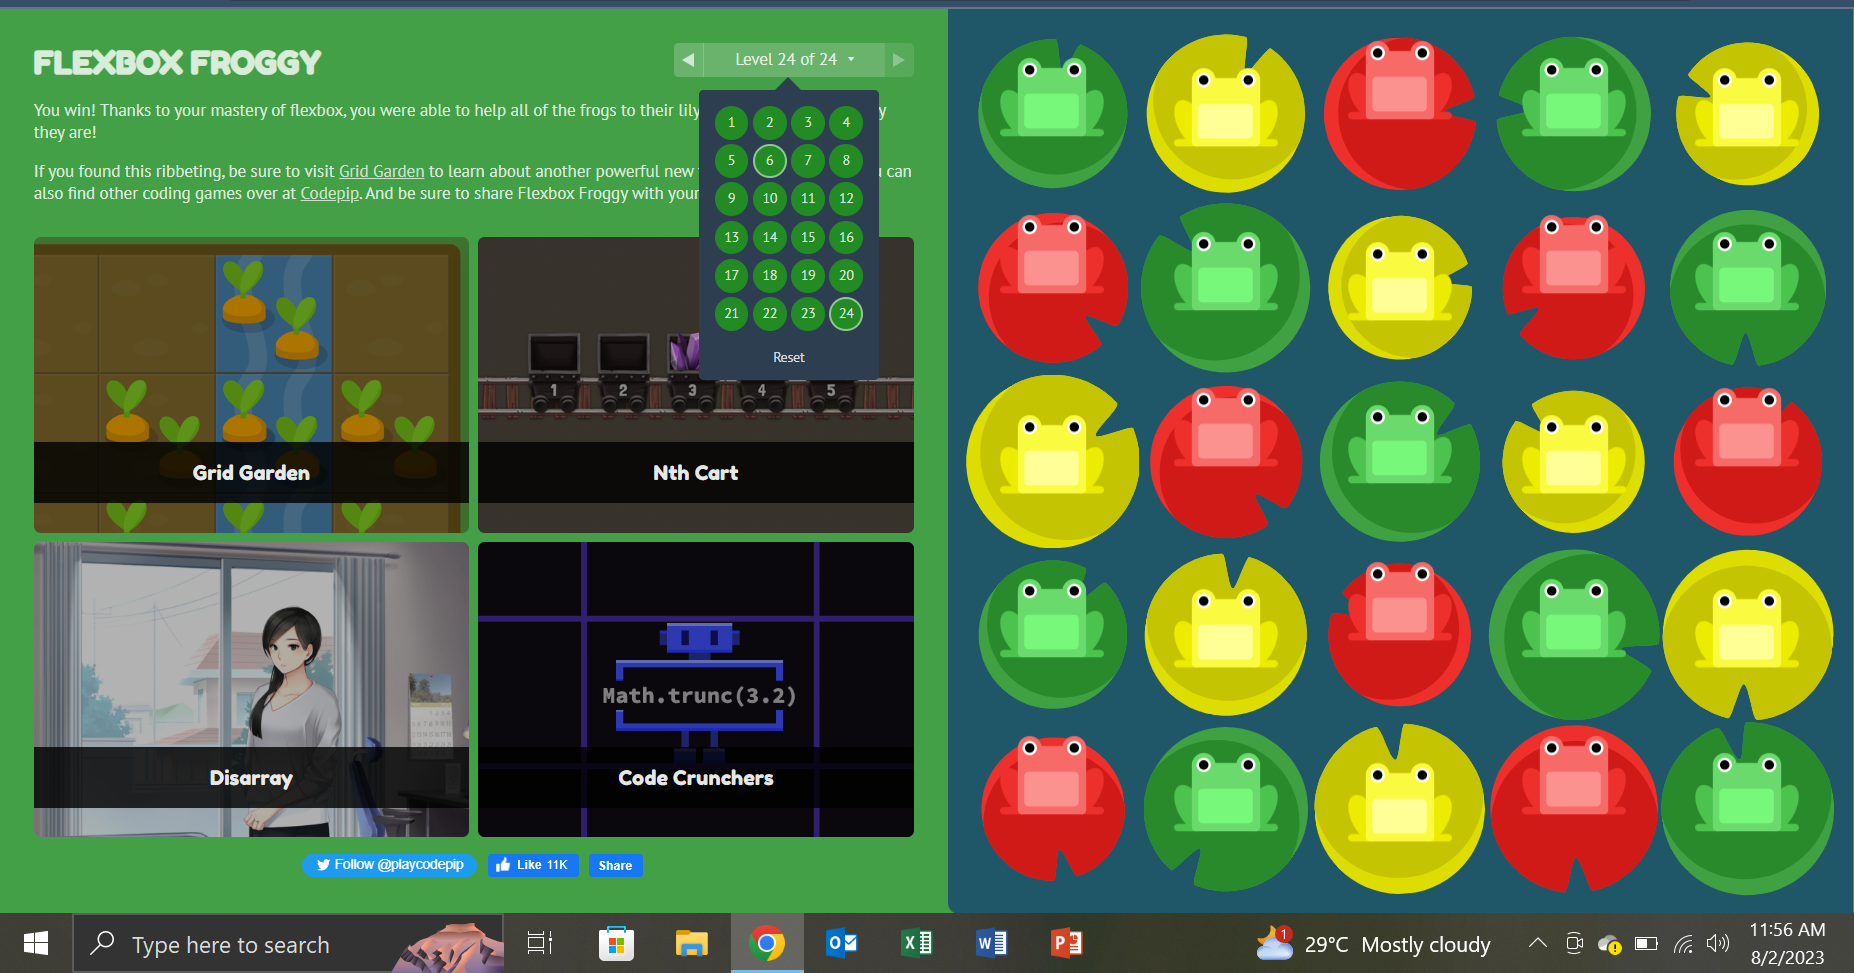 FLEXBOX FROGGY
Level 24 of 24
You win! Thanks to your mastery of flexbox, you were able to help all of the frogs to their lily
y
they are!
If you found this ribbeting, be sure to visit Grid Garden to learn about another powerful new
u can
also find other coding games over at Codepip. And be sure to share Flexbox Froggy with your
1 2 3 4
5 6 7 8
9 10 11 12
13 14 15 16
17 18 19 20
21 22 23 24
Reset
1 2 3 4 5
Grid Garden
Nth Cart
Math.trunc(3.2)
Disarray
Code Crunchers
Follow @playcodepip
Like 11K
Share
Type here to search
1
29°C Mostly cloudy
11:56 AM
8/2/2023